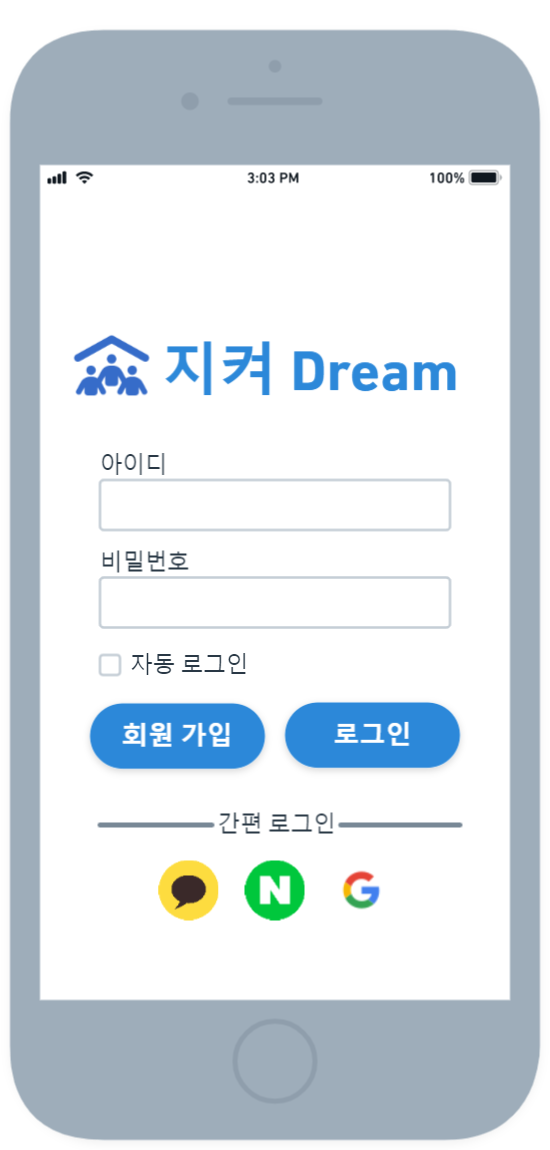 3:03 PM 100%
지켜 Dream
아이디
비밀번호
자동 로그인
회원 가입 로그인
간편 로그인
N G